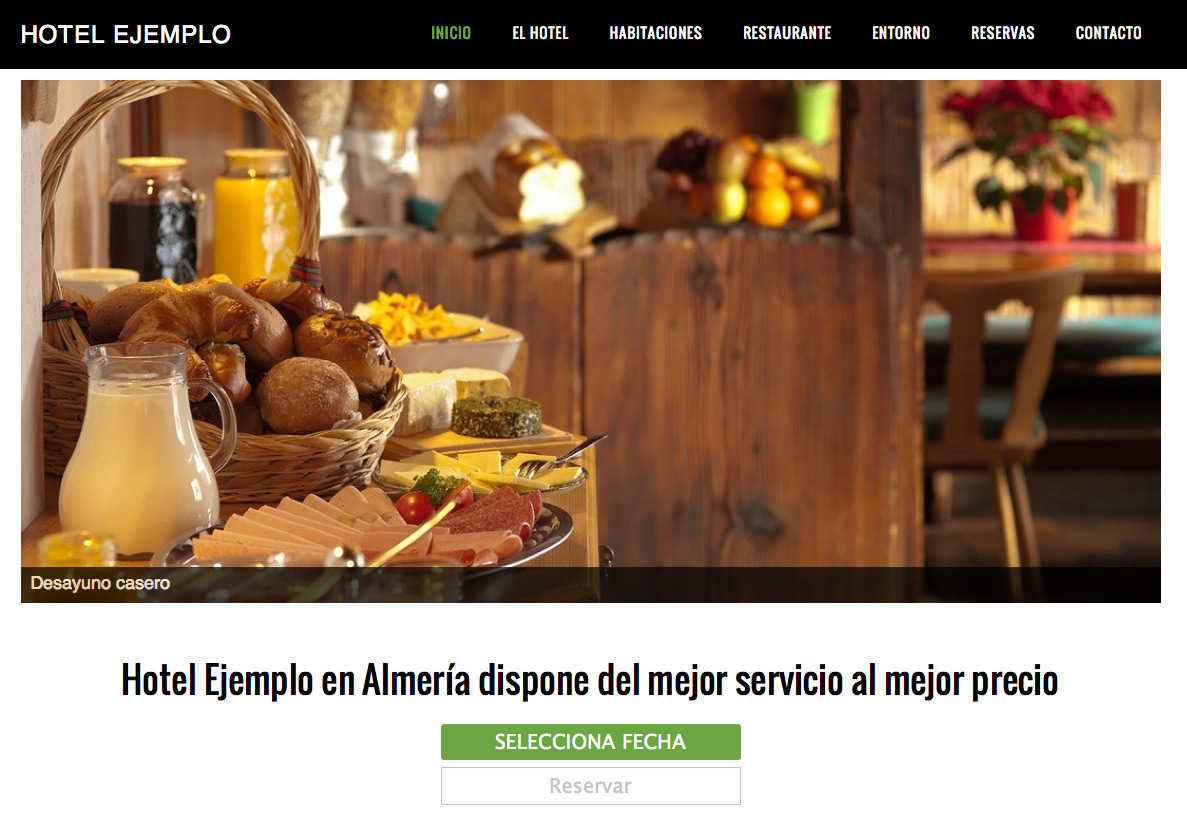 HOTEL EJEMPLO
INICIO EL HOTEL HABITACIONES RESTAURANTE ENTORNO RESERVAS CONTACTO
Desayuno casero
Hotel Ejemplo en Almería dispone del mejor servicio al mejor precio
SELECCIONA FECHA
Reservar